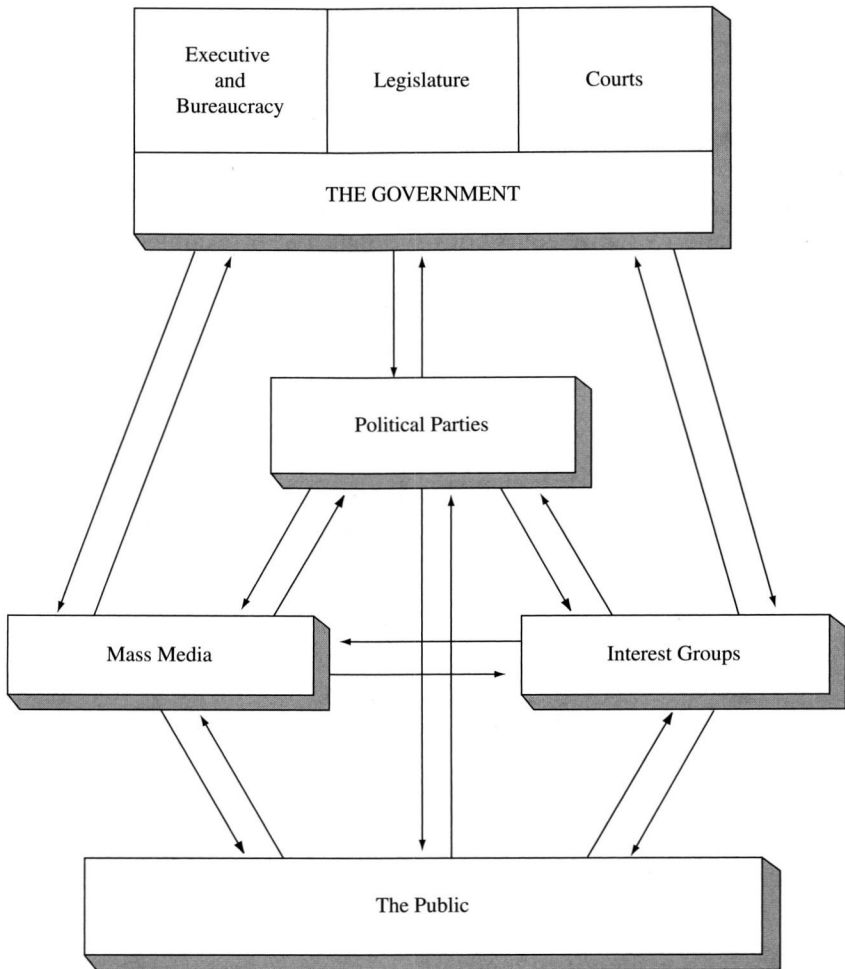 Executive
and
Bureaucracy
Legislature
Courts
THE GOVERNMENT
Political Parties
Mass Media
Interest Groups
The Public